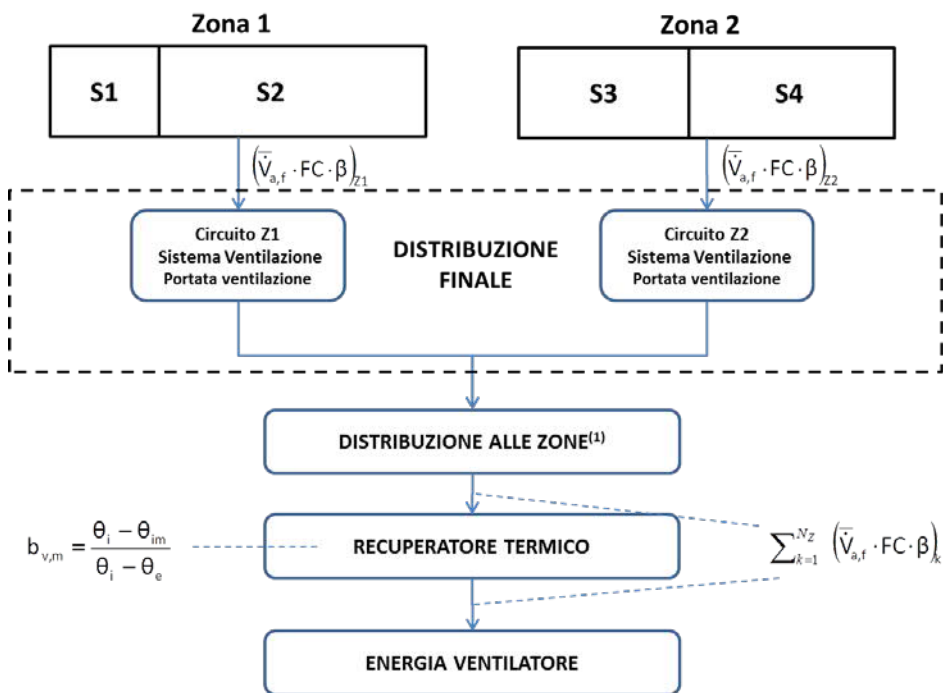 Zona 1
Zona 2
S1
S2
S3
S4
(V̇̅a,f · FC · β)Z1
(V̇̅a,f · FC · β)Z2
Circuito Z1
Sistema Ventilazione
Portata ventilazione
DISTRIBUZIONE
FINALE
Circuito Z2
Sistema Ventilazione
Portata ventilazione
DISTRIBUZIONE ALLE ZONE(1)
bv,m = (θi − θim) / (θi − θe)
RECUPERATORE TERMICO
∑k=1^NZ (V̇̅a,f · FC · β)k
ENERGIA VENTILATORE